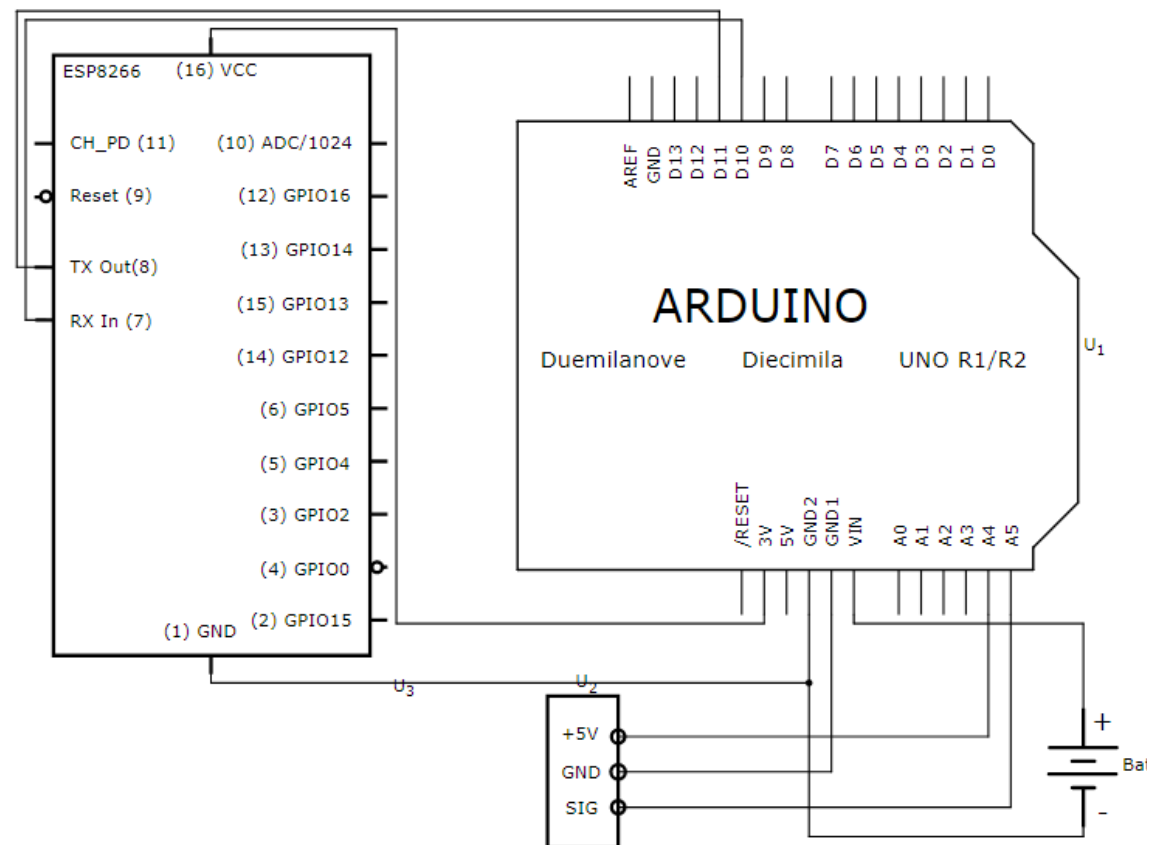 ESP8266
(16) VCC
CH_PD (11)
(10) ADC/1024
Reset (9)
(12) GPIO16
(13) GPIO14
TX Out(8)
(15) GPIO13
RX In (7)
(14) GPIO12
(6) GPIO5
(5) GPIO4
(3) GPIO2
(4) GPIO0
(2) GPIO15
(1) GND
U3
AREF
GND
D13
D12
D11
D10
D9
D8
D7
D6
D5
D4
D3
D2
D1
D0
ARDUINO
Duemilanove
Diecimila
UNO R1/R2
U1
/RESET
3V
5V
GND2
GND1
VIN
A0
A1
A2
A3
A4
A5
U2
+5V
GND
SIG
+
Bat
-